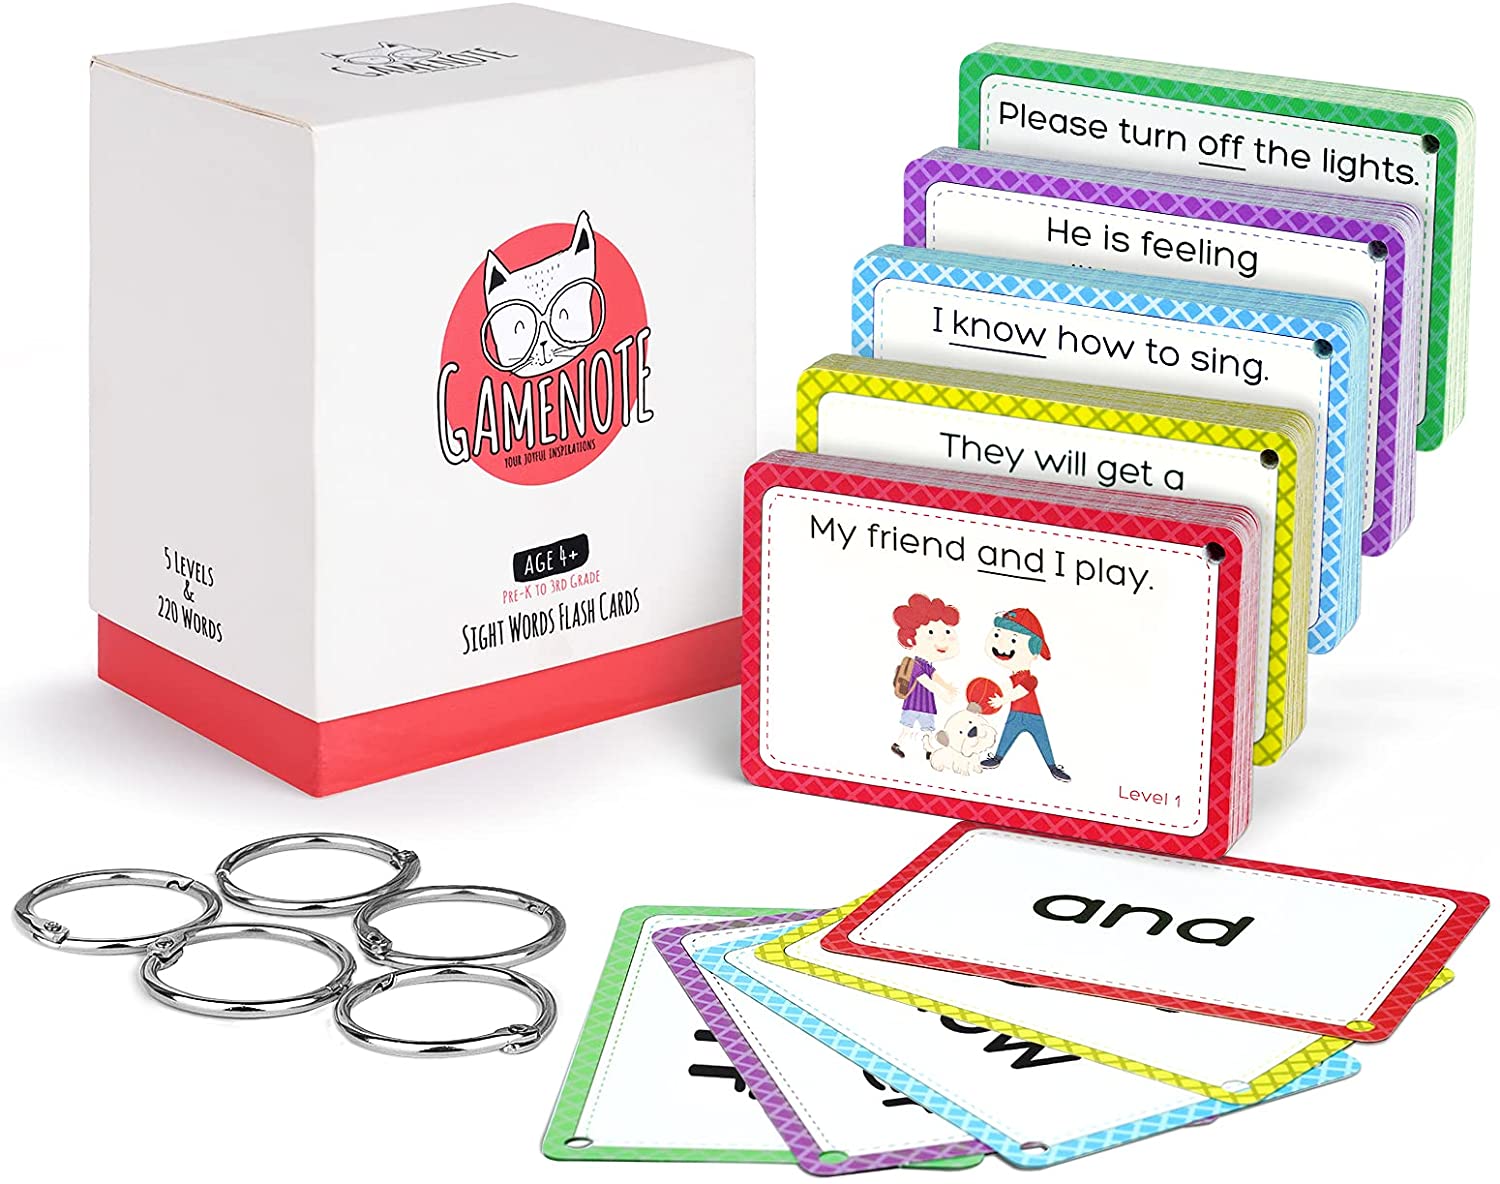 GAMENOTE
GAMENOTE
YOUR JOYFUL INSPIRATIONS
AGE 4+
PRE-K TO 3RD GRADE
SIGHT WORDS FLASH CARDS
5 LEVELS
&
220 WORDS
Please turn off the lights.
He is feeling
I know how to sing.
They will get a
My friend and I play.
Level 1
and